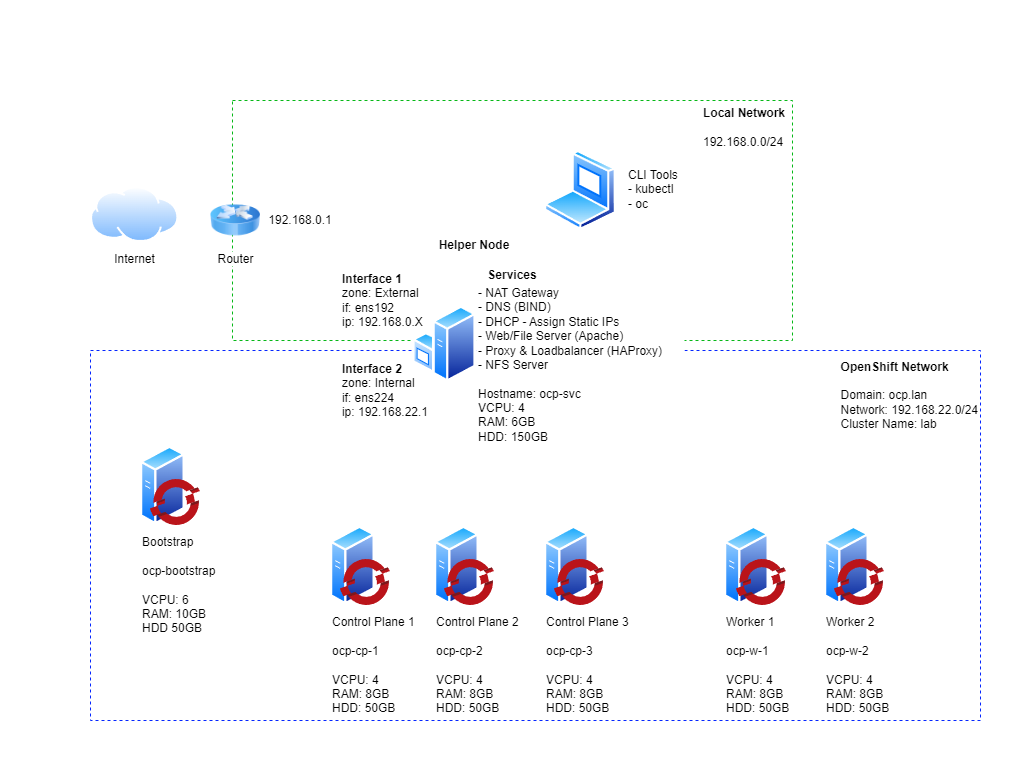 Local Network
192.168.0.0/24
CLI Tools
- kubectl
- oc
192.168.0.1
Internet
Router
Helper Node
Interface 1
zone: External
if: ens192
ip: 192.168.0.X
Services
- NAT Gateway
- DNS (BIND)
- DHCP - Assign Static IPs
- Web/File Server (Apache)
- Proxy & Loadbalancer (HAProxy)
- NFS Server
Hostname: ocp-svc
VCPU: 4
RAM: 6GB
HDD: 150GB
Interface 2
zone: Internal
if: ens224
ip: 192.168.22.1
OpenShift Network
Domain: ocp.lan
Network: 192.168.22.0/24
Cluster Name: lab
Bootstrap
ocp-bootstrap
VCPU: 6
RAM: 10GB
HDD 50GB
Control Plane 1
ocp-cp-1
VCPU: 4
RAM: 8GB
HDD: 50GB
Control Plane 2
ocp-cp-2
VCPU: 4
RAM: 8GB
HDD: 50GB
Control Plane 3
ocp-cp-3
VCPU: 4
RAM: 8GB
HDD: 50GB
Worker 1
ocp-w-1
VCPU: 4
RAM: 8GB
HDD: 50GB
Worker 2
ocp-w-2
VCPU: 4
RAM: 8GB
HDD: 50GB